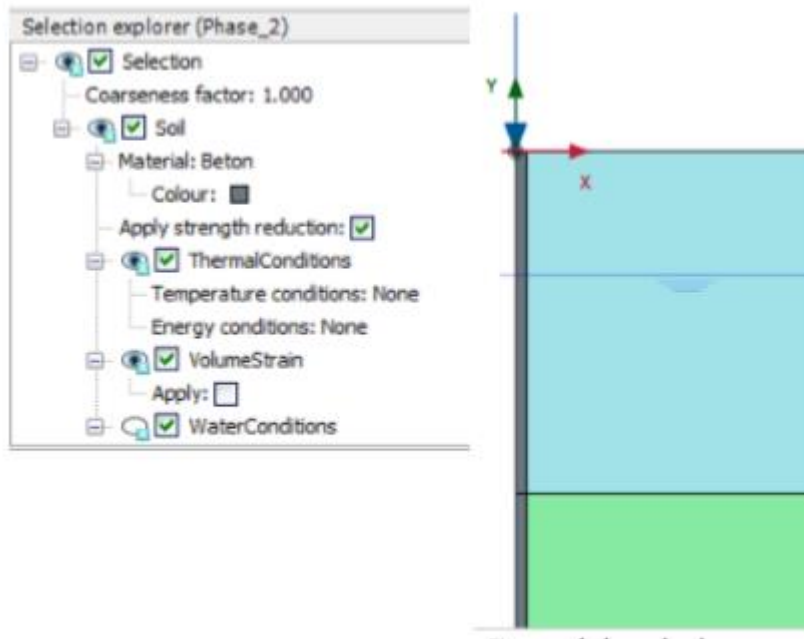 Selection explorer (Phase_2)
Selection
Coarseness factor: 1.000
Soil
Material: Beton
Colour:
Apply strength reduction:
ThermalConditions
Temperature conditions: None
Energy conditions: None
VolumeStrain
Apply:
WaterConditions
Y
X